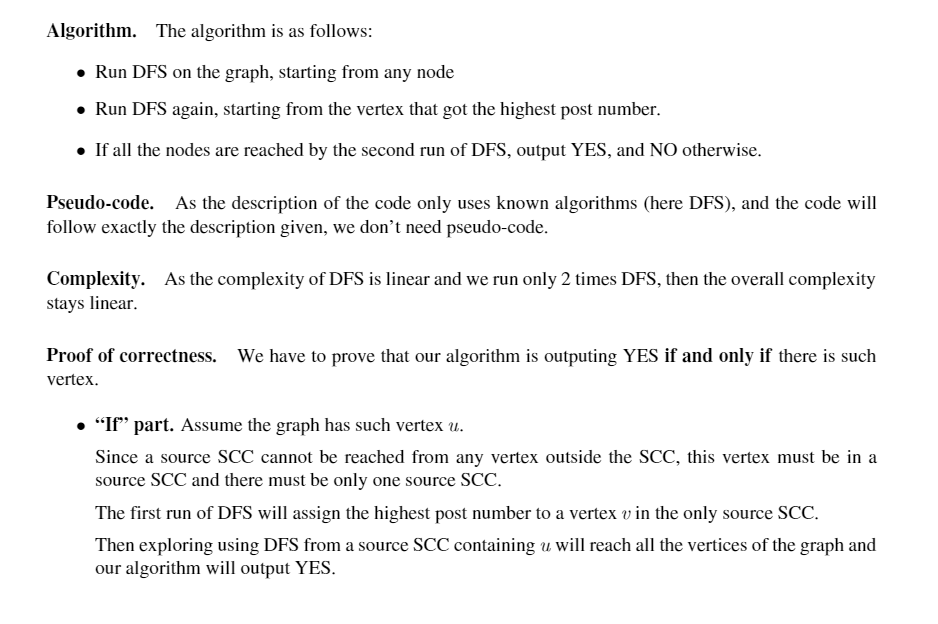 Algorithm. The algorithm is as follows:
• Run DFS on the graph, starting from any node
• Run DFS again, starting from the vertex that got the highest post number.
• If all the nodes are reached by the second run of DFS, output YES, and NO otherwise.
Pseudo-code. As the description of the code only uses known algorithms (here DFS), and the code will
follow exactly the description given, we don't need pseudo-code.
Complexity. As the complexity of DFS is linear and we run only 2 times DFS, then the overall complexity
stays linear.
Proof of correctness. We have to prove that our algorithm is outputing YES if and only if there is such
vertex.
• “If” part. Assume the graph has such vertex u.
Since a source SCC cannot be reached from any vertex outside the SCC, this vertex must be in a
source SCC and there must be only one source SCC.
The first run of DFS will assign the highest post number to a vertex v in the only source SCC.
Then exploring using DFS from a source SCC containing u will reach all the vertices of the graph and
our algorithm will output YES.